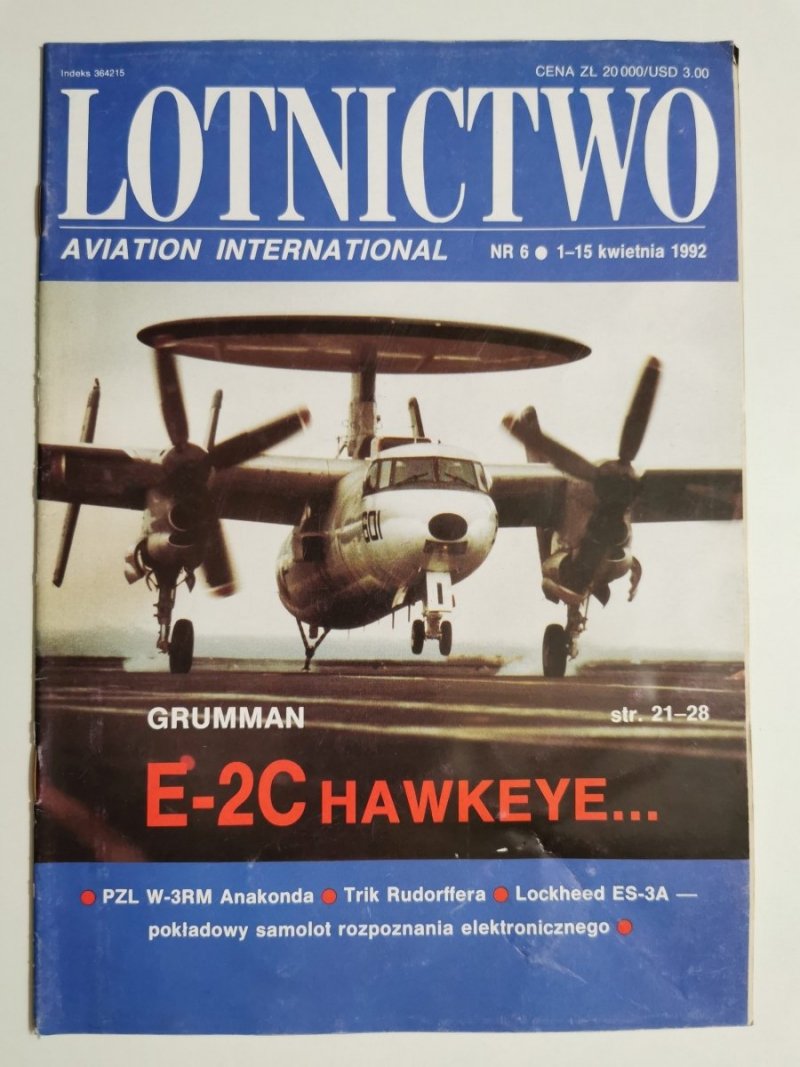 Indeks 364215
CENA ZŁ 20 000/USD 3.00
LOTNICTWO
AVIATION INTERNATIONAL
NR 6 ● 1–15 kwietnia 1992
601
GRUMMAN
str. 21–28
E-2C HAWKEYE...
● PZL W-3RM Anakonda ● Trik Rudorffera ● Lockheed ES-3A —
pokładowy samolot rozpoznania elektronicznego ●